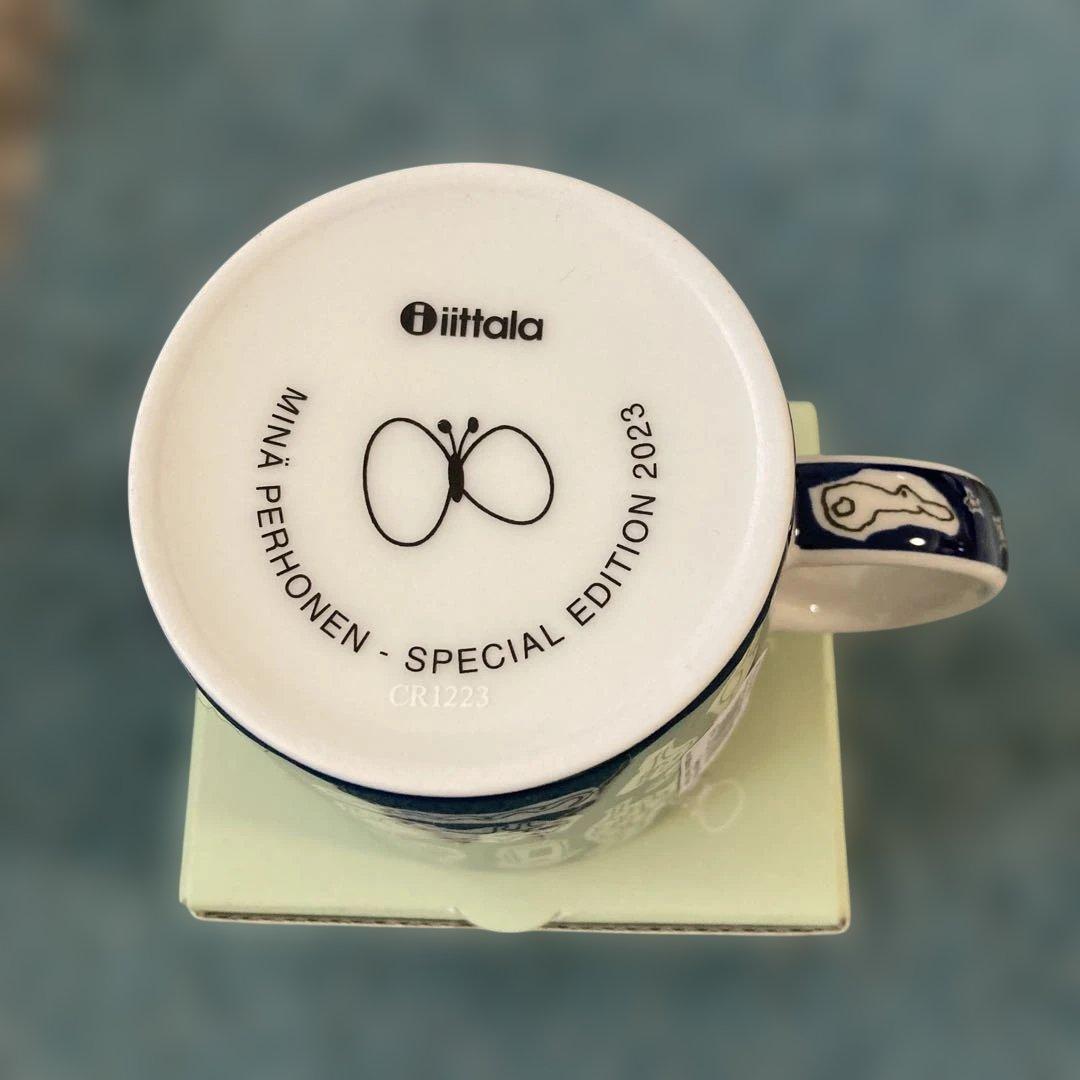 iittala
MINÄ PERHONEN - SPECIAL EDITION 2023
CR1223